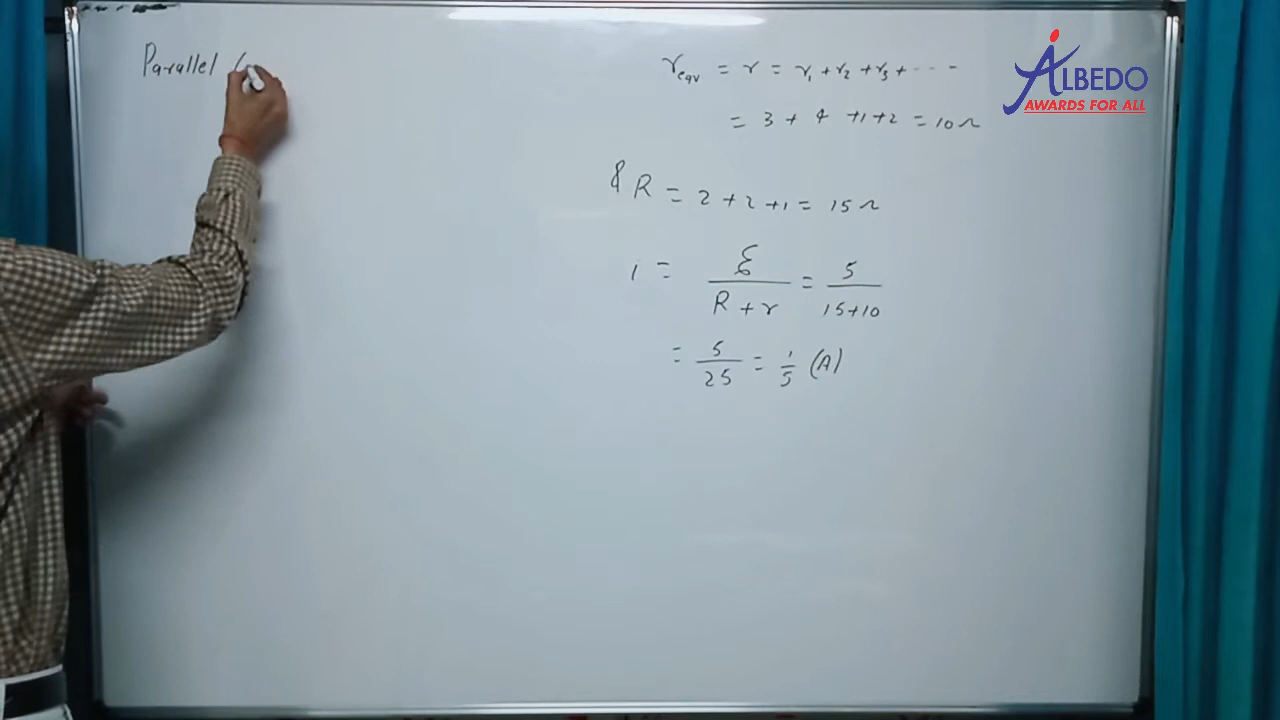 Parallel (
r_eqv = r = r₁ + r₂ + r₃ + - - - -
= 3 + 4 + 1 + 2 = 10 Ω
& R = 2 + 2 + 1 = 15 Ω
i = ξ / (R + r) = 5 / (15 + 10)
= 5 / 25 = 1 / 5 (A)
ALBEDO
AWARDS FOR ALL